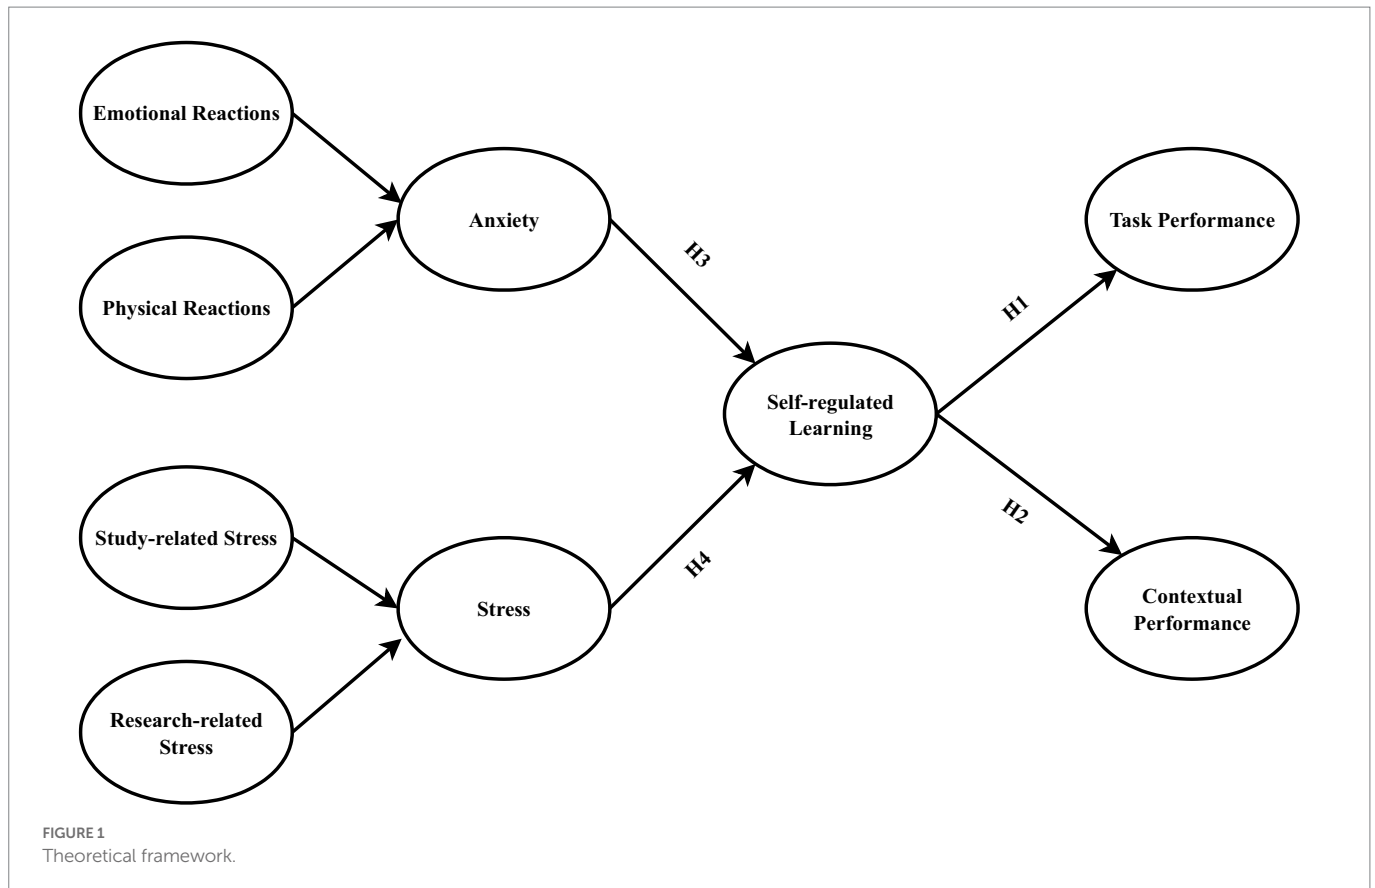 Emotional Reactions
Physical Reactions
Anxiety
Study-related Stress
Research-related
Stress
Stress
H3
H4
Self-regulated
Learning
H1
H2
Task Performance
Contextual
Performance
FIGURE 1
Theoretical framework.